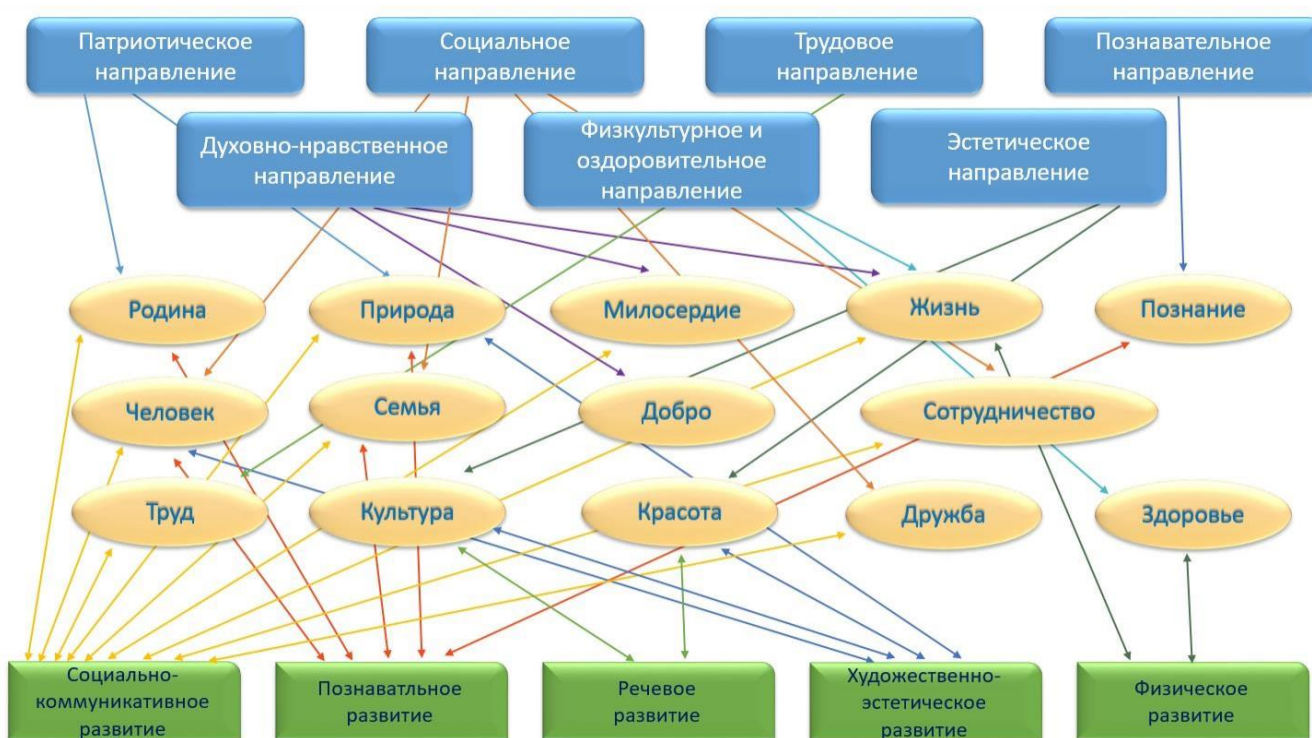 Патриотическое
направление
Социальное
направление
Трудовое
направление
Познавательное
направление
Духовно-нравственное
направление
Физкультурное и
оздоровительное
направление
Эстетическое
направление
Родина
Природа
Милосердие
Жизнь
Познание
Человек
Семья
Добро
Сотрудничество
Труд
Культура
Красота
Дружба
Здоровье
Социально-
коммуникативное
развитие
Познаватльное
развитие
Речевое
развитие
Художественно-
эстетическое
развитие
Физическое
развитие